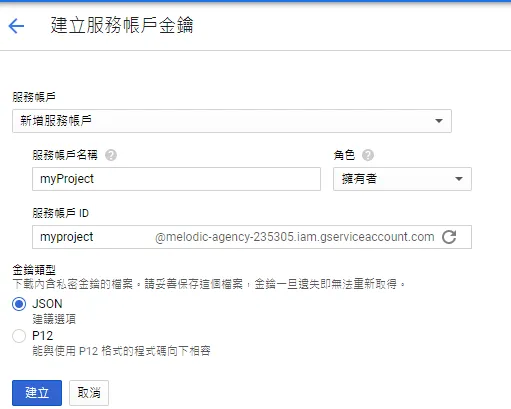 建立服務帳戶金鑰
服務帳戶
新增服務帳戶
服務帳戶名稱
角色
myProject
擁有者
服務帳戶 ID
myproject @melodic-agency-235305.iam.gserviceaccount.com
金鑰類型
下載內含私密金鑰的檔案。請妥善保存這個檔案，金鑰一旦遺失即無法重新取得。
JSON
建議選項
P12
能與使用 P12 格式的程式碼向下相容
建立 取消